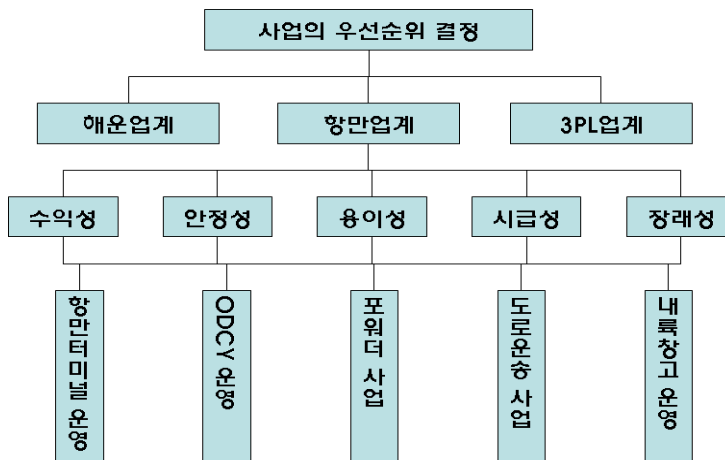 사업의 우선순위 결정
해운업계
항만업계
3PL업계
수익성
안정성
용이성
시급성
장래성
항만터미널 운영
ODCY 운영
포워더 사업
도로운송 사업
내륙창고 운영